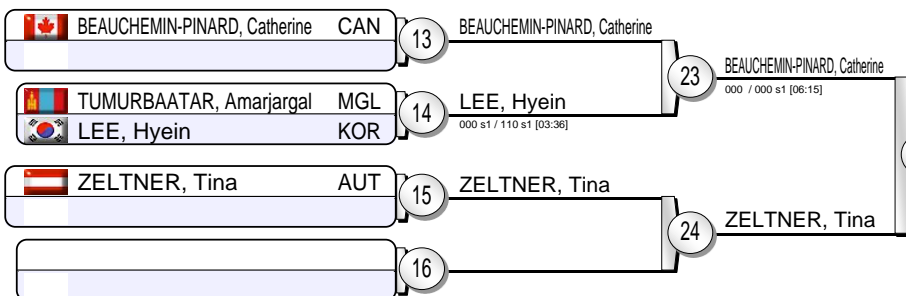 BEAUCHEMIN-PINARD, Catherine CAN
13
BEAUCHEMIN-PINARD, Catherine
23
BEAUCHEMIN-PINARD, Catherine
000 / 000 s1 [06:15]
TUMURBAATAR, Amarjargal MGL
LEE, Hyein KOR
14
LEE, Hyein
000 s1 / 110 s1 [03:36]
ZELTNER, Tina AUT
15
ZELTNER, Tina
24
ZELTNER, Tina
16